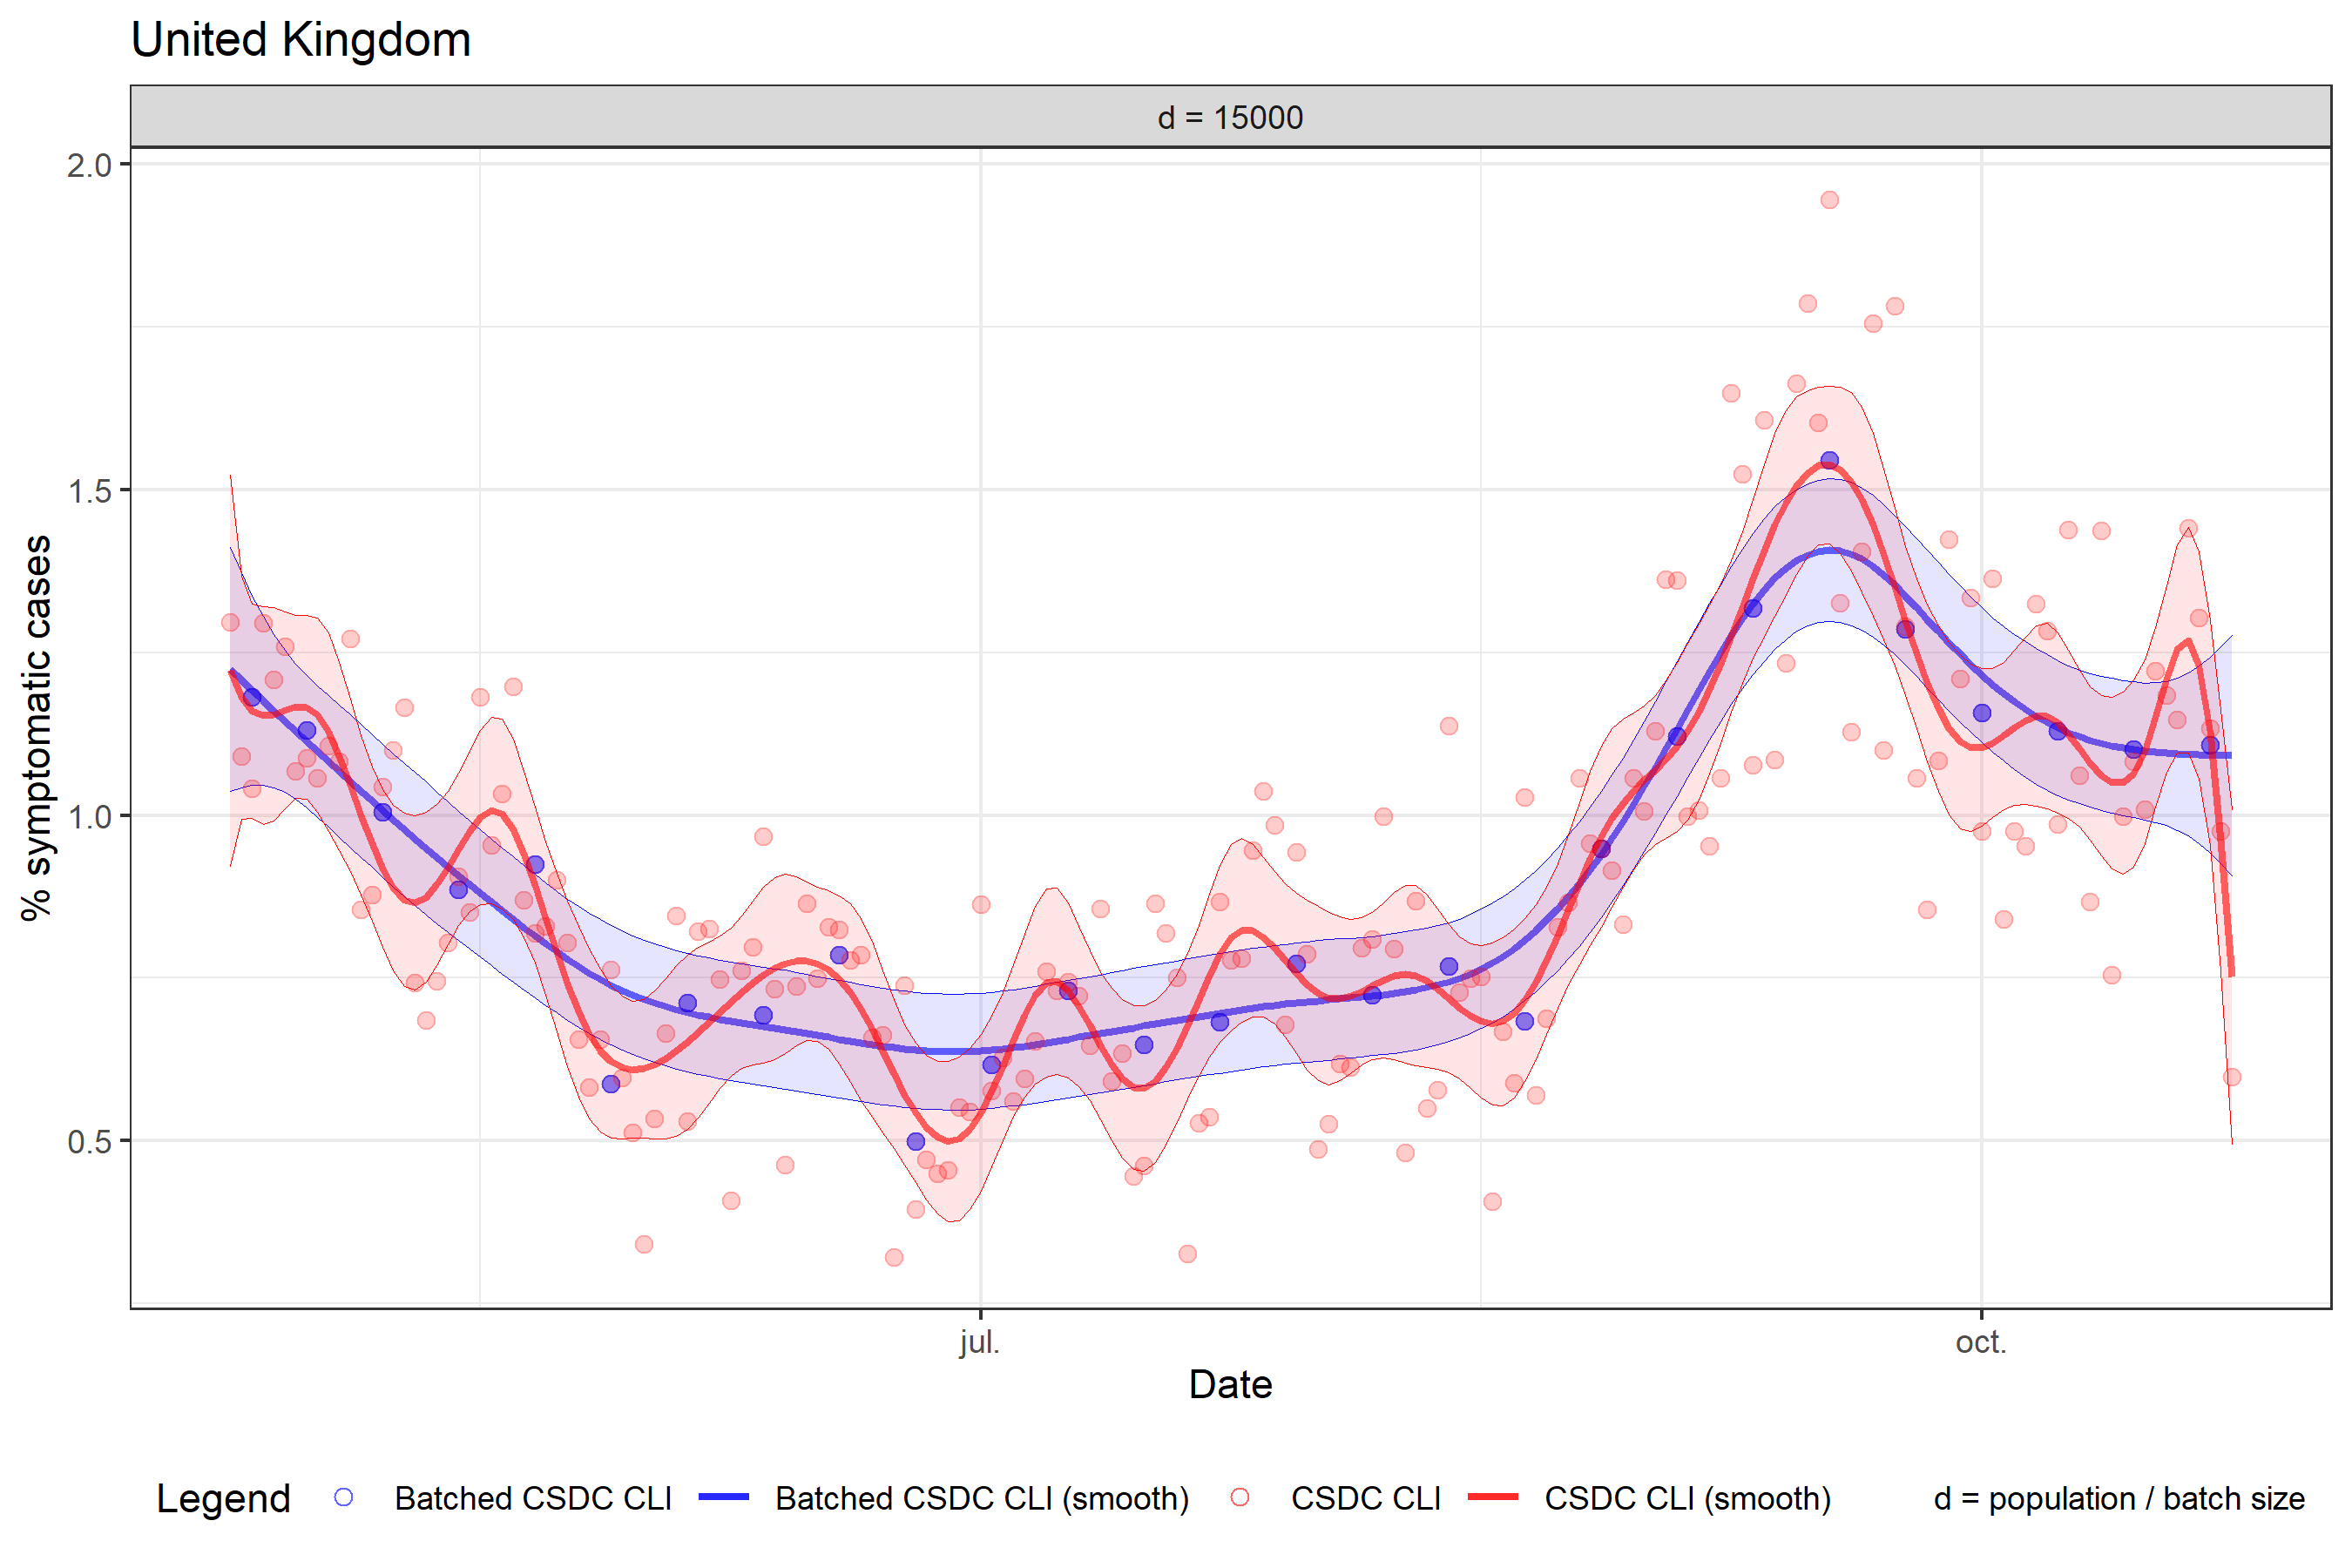 United Kingdom
d = 15000
% symptomatic cases
2.0
1.5
1.0
0.5
jul.
oct.
Date
Legend
Batched CSDC CLI
Batched CSDC CLI (smooth)
CSDC CLI
CSDC CLI (smooth)
d = population / batch size